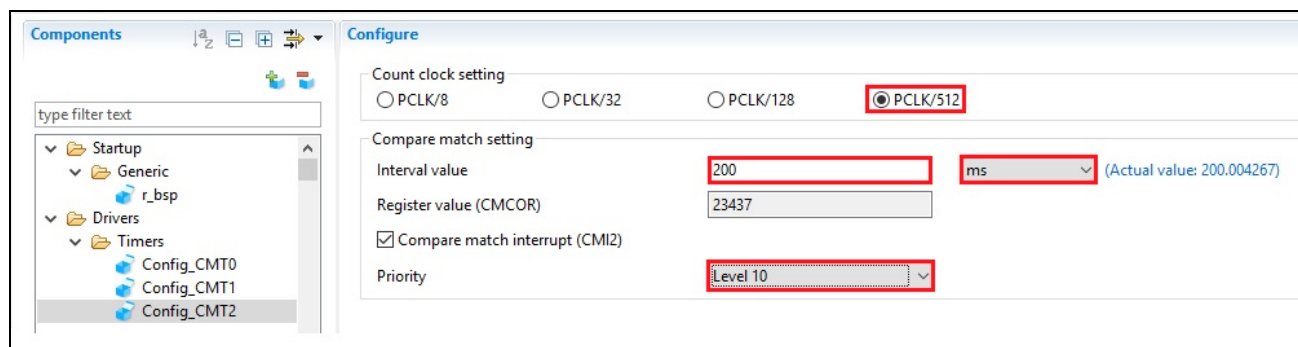 Components
Configure
type filter text
Startup
Generic
r_bsp
Drivers
Timers
Config_CMT0
Config_CMT1
Config_CMT2
Count clock setting
PCLK/8 PCLK/32 PCLK/128 PCLK/512
Compare match setting
Interval value 200 ms (Actual value: 200.004267)
Register value (CMCOR) 23437
Compare match interrupt (CMI2)
Priority Level 10